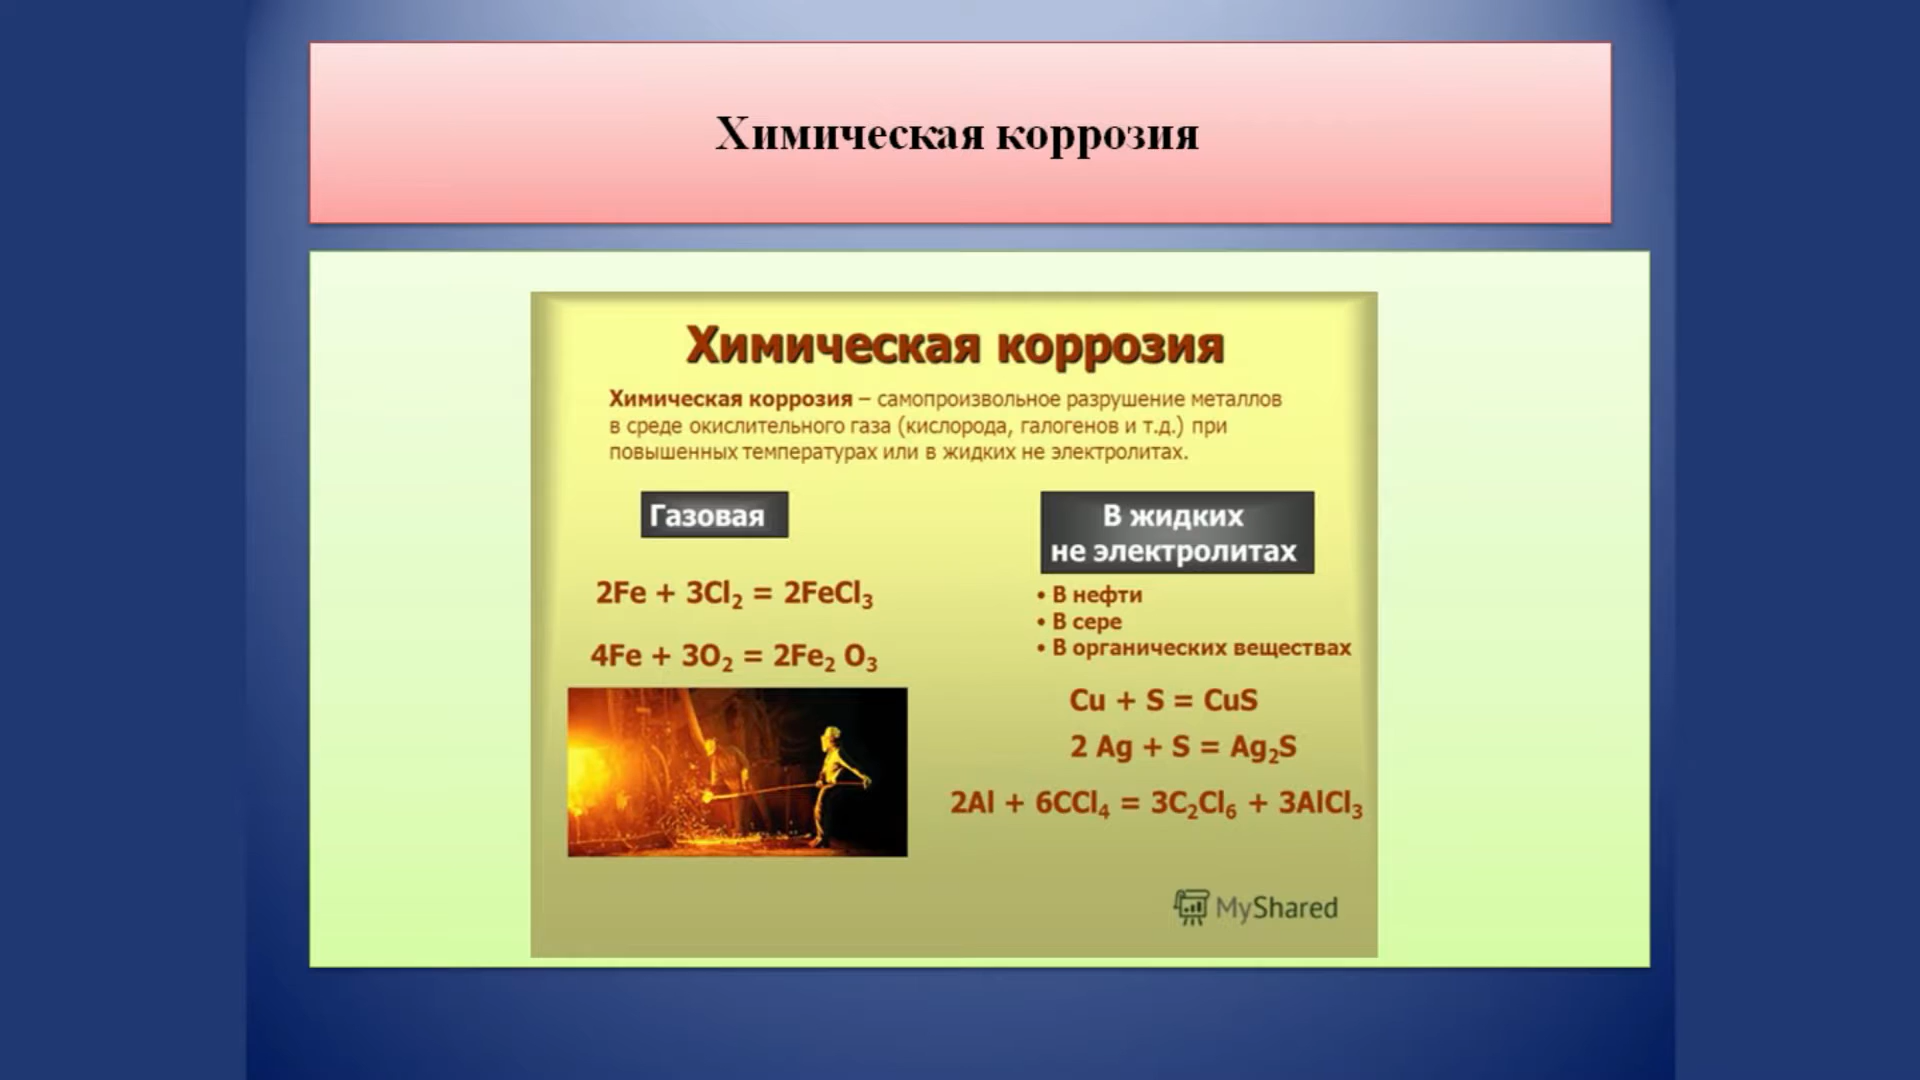 Химическая коррозия
Химическая коррозия
Химическая коррозия – самопроизвольное разрушение металлов
в среде окислительного газа (кислорода, галогенов и т.д.) при
повышенных температурах или в жидких не электролитах.
Газовая
2Fe + 3Cl₂ = 2FeCl₃
4Fe + 3O₂ = 2Fe₂ O₃
В жидких
не электролитах
• В нефти
• В сере
• В органических веществах
Cu + S = CuS
2 Ag + S = Ag₂S
2Al + 6CCl₄ = 3C₂Cl₆ + 3AlCl₃
MyShared